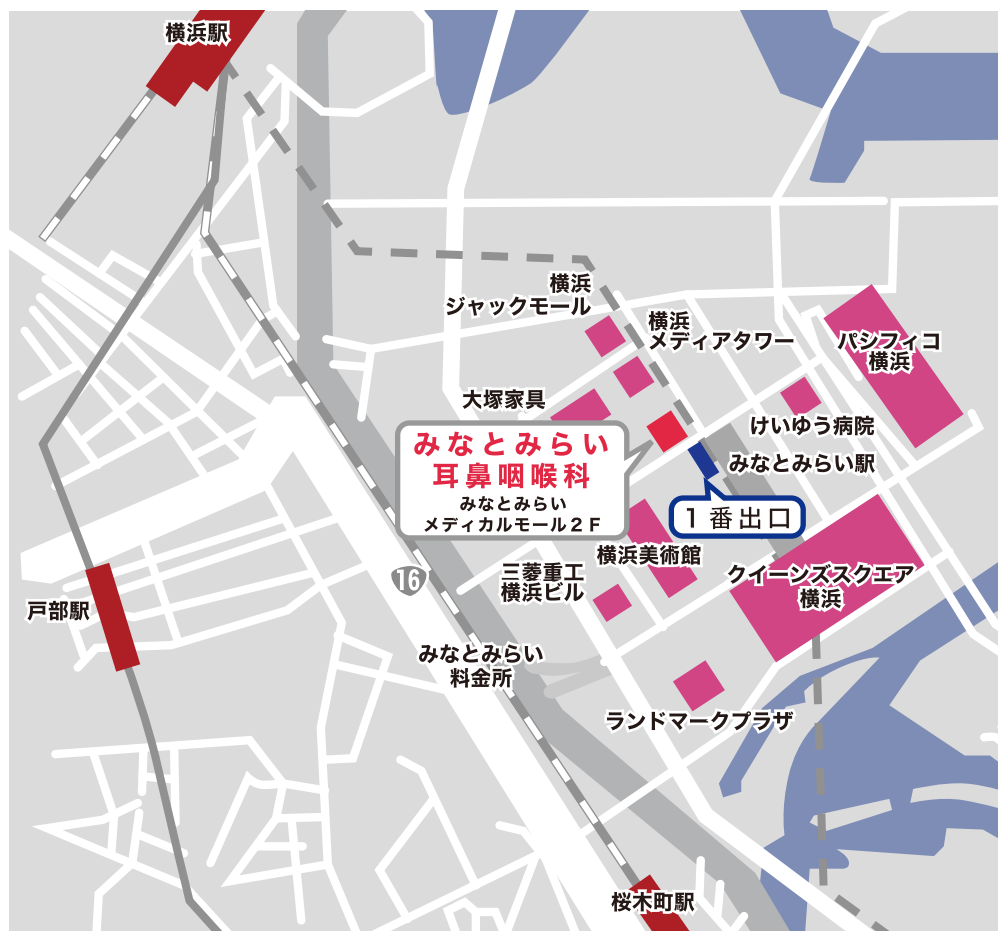 横浜駅
横浜
ジャックモール
横浜
メディアタワー
パシフィコ
横浜
大塚家具
けいゆう病院
みなとみらい
耳鼻咽喉科
みなとみらい
メディカルモール2F
みなとみらい駅
1番出口
横浜美術館
三菱重工
横浜ビル
クイーンズスクエア
横浜
16
戸部駅
みなとみらい
料金所
ランドマークプラザ
桜木町駅